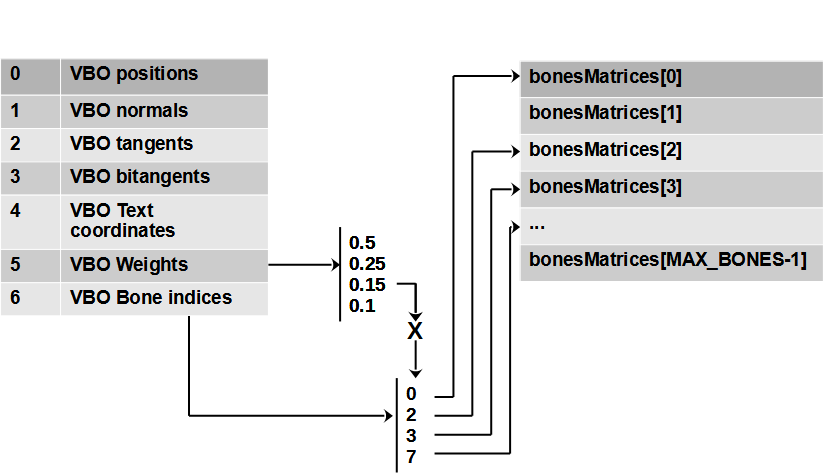 0 VBO positions
1 VBO normals
2 VBO tangents
3 VBO bitangents
4 VBO Text
coordinates
5 VBO Weights
6 VBO Bone indices
0.5
0.25
0.15
0.1
X
0
2
3
7
bonesMatrices[0]
bonesMatrices[1]
bonesMatrices[2]
bonesMatrices[3]
...
bonesMatrices[MAX_BONES-1]